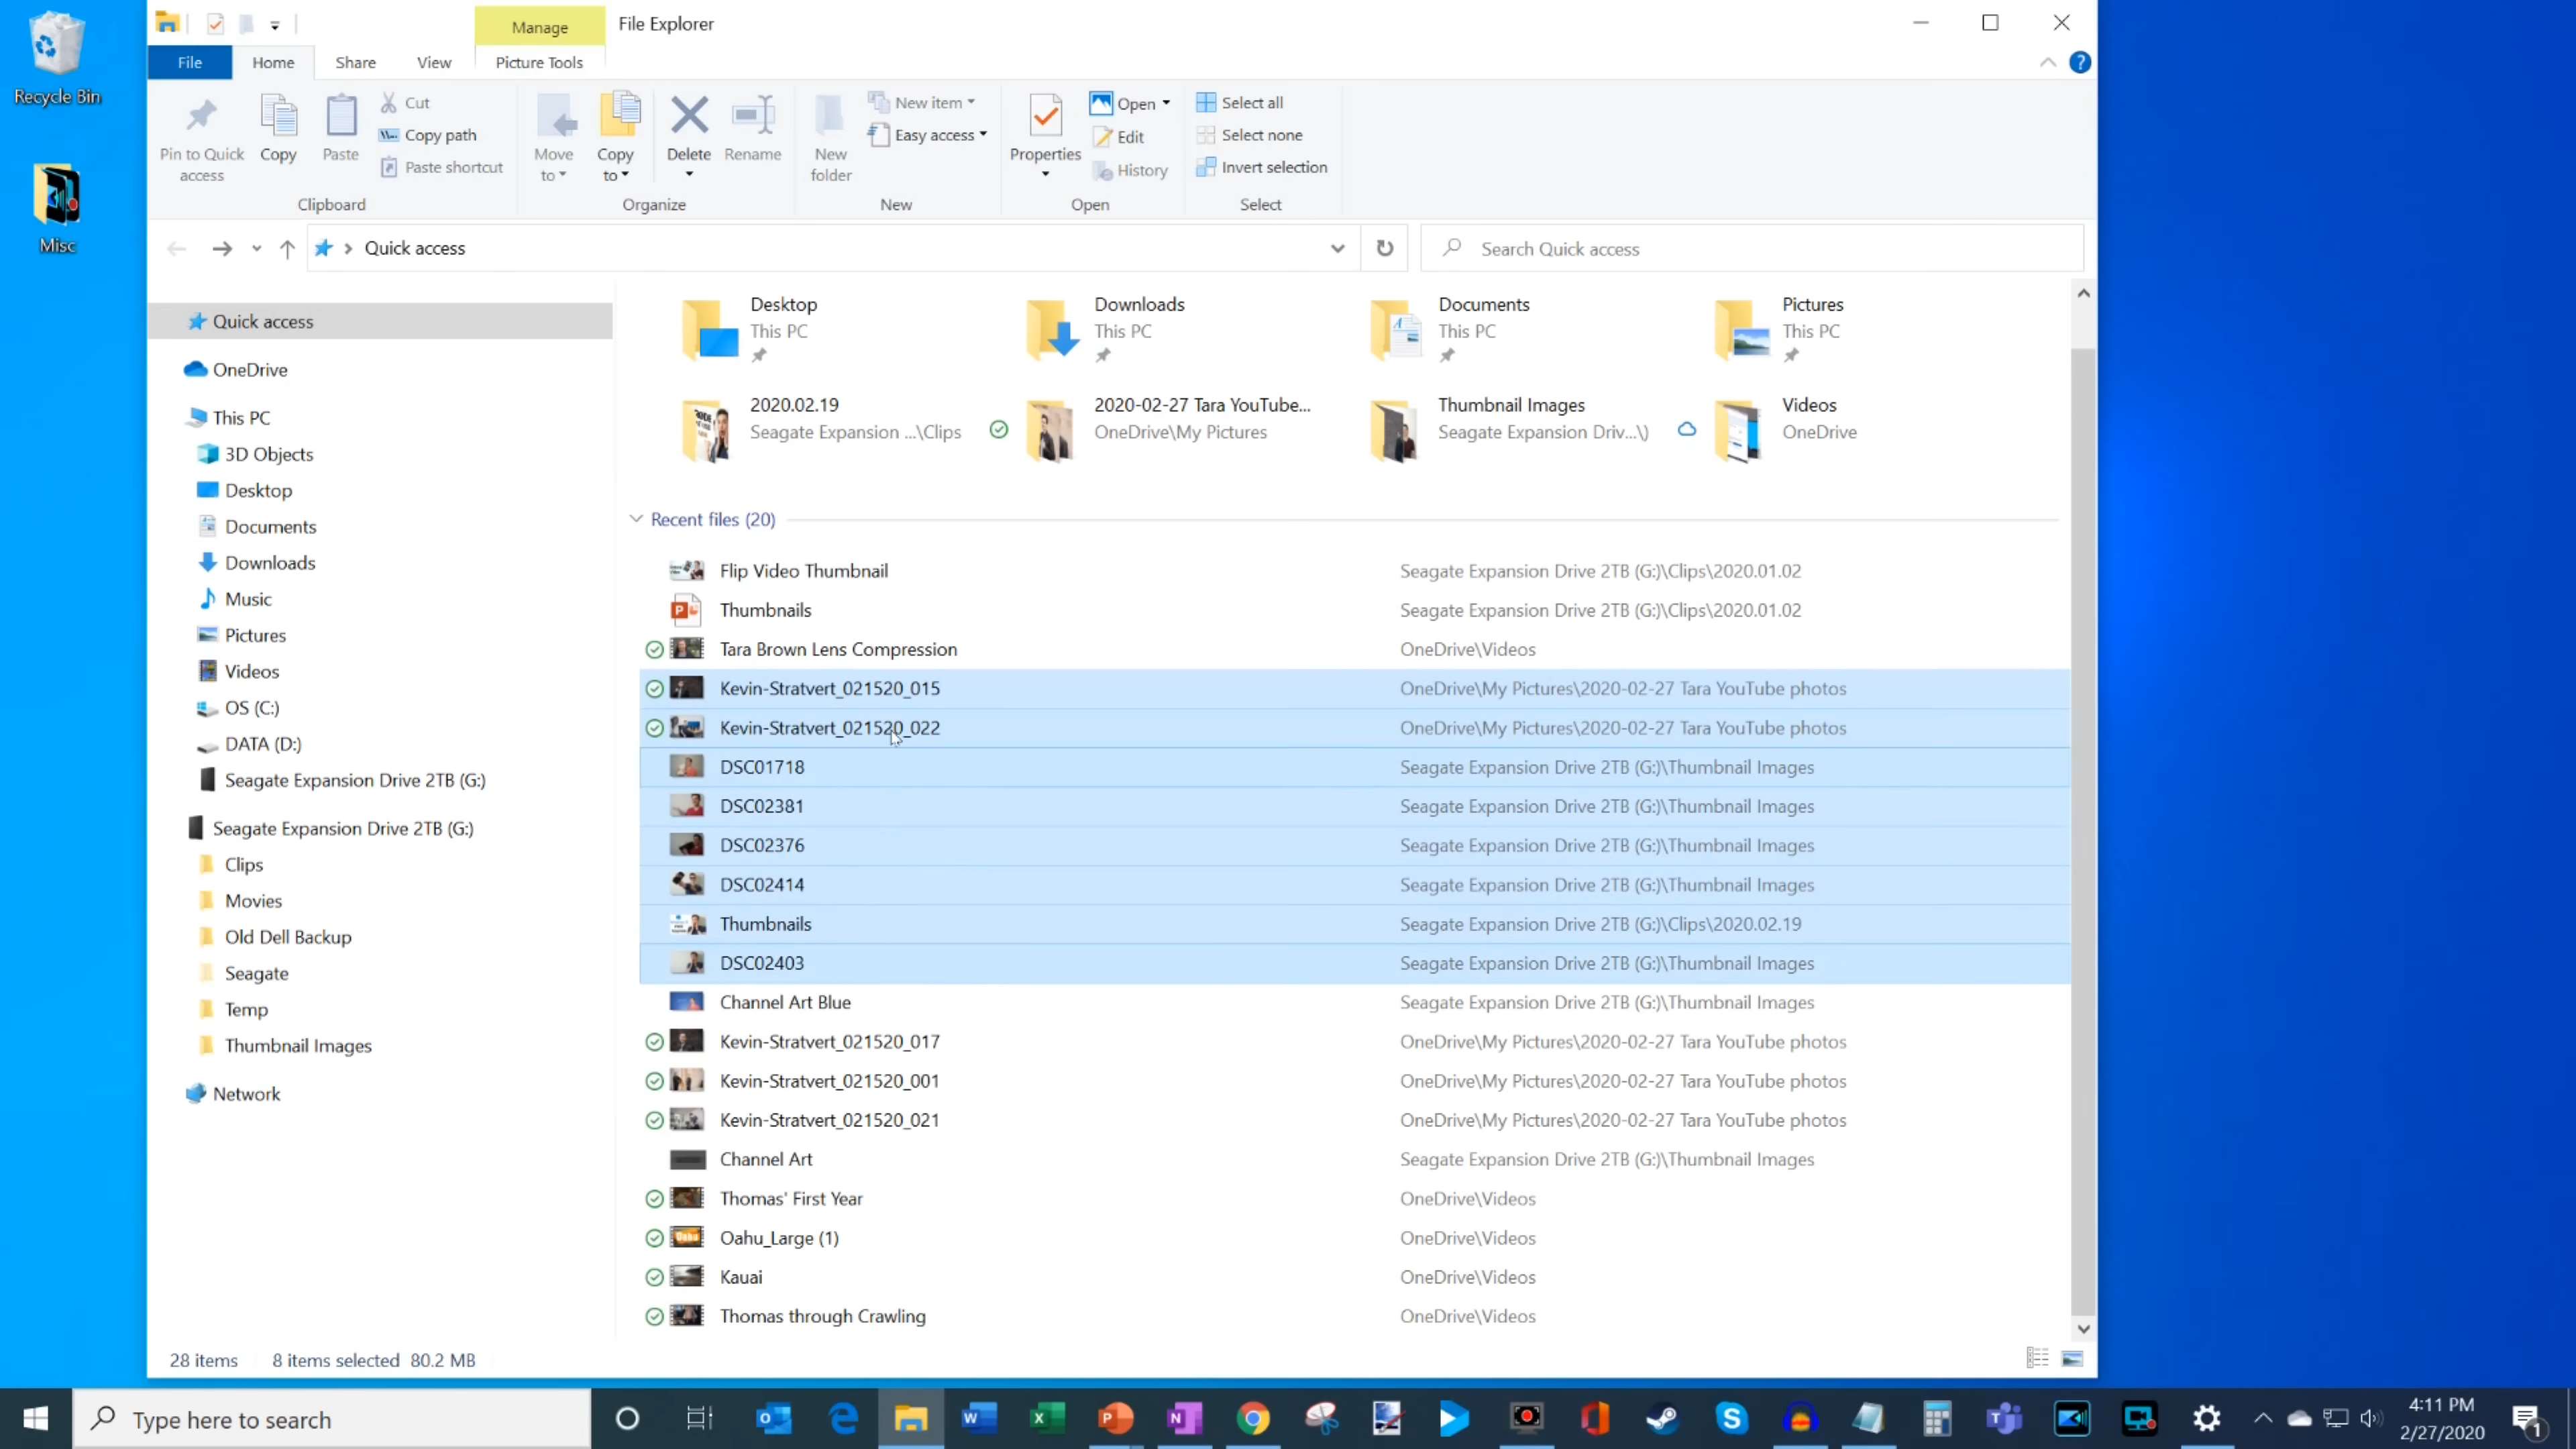 Recycle Bin
Misc
Manage
File Explorer
File
Home
Share
View
Picture Tools
Pin to Quick
access
Copy
Paste
Cut
Copy path
Paste shortcut
Clipboard
Move
to
Copy
to
Delete
Rename
Organize
New
folder
New item
Easy access
New
Properties
Open
Edit
History
Open
Select all
Select none
Invert selection
Select
Quick access
Search Quick access
Quick access
OneDrive
This PC
3D Objects
Desktop
Documents
Downloads
Music
Pictures
Videos
OS (C:)
DATA (D:)
Seagate Expansion Drive 2TB (G:)
Seagate Expansion Drive 2TB (G:)
Clips
Movies
Old Dell Backup
Seagate
Temp
Thumbnail Images
Network
Desktop
This PC
Downloads
This PC
Documents
This PC
Pictures
This PC
2020.02.19
Seagate Expansion ...\Clips
2020-02-27 Tara YouTube...
OneDrive\My Pictures
Thumbnail Images
Seagate Expansion Driv...\)
Videos
OneDrive
Recent files (20)
Flip Video Thumbnail Seagate Expansion Drive 2TB (G:)\Clips\2020.01.02
Thumbnails Seagate Expansion Drive 2TB (G:)\Clips\2020.01.02
Tara Brown Lens Compression OneDrive\Videos
Kevin-Stratvert_021520_015 OneDrive\My Pictures\2020-02-27 Tara YouTube photos
Kevin-Stratvert_021520_022 OneDrive\My Pictures\2020-02-27 Tara YouTube photos
DSC01718 Seagate Expansion Drive 2TB (G:)\Thumbnail Images
DSC02381 Seagate Expansion Drive 2TB (G:)\Thumbnail Images
DSC02376 Seagate Expansion Drive 2TB (G:)\Thumbnail Images
DSC02414 Seagate Expansion Drive 2TB (G:)\Thumbnail Images
Thumbnails Seagate Expansion Drive 2TB (G:)\Clips\2020.02.19
DSC02403 Seagate Expansion Drive 2TB (G:)\Thumbnail Images
Channel Art Blue Seagate Expansion Drive 2TB (G:)\Thumbnail Images
Kevin-Stratvert_021520_017 OneDrive\My Pictures\2020-02-27 Tara YouTube photos
Kevin-Stratvert_021520_001 OneDrive\My Pictures\2020-02-27 Tara YouTube photos
Kevin-Stratvert_021520_021 OneDrive\My Pictures\2020-02-27 Tara YouTube photos
Channel Art Seagate Expansion Drive 2TB (G:)\Thumbnail Images
Thomas' First Year OneDrive\Videos
Oahu_Large (1) OneDrive\Videos
Kauai OneDrive\Videos
Thomas through Crawling OneDrive\Videos
28 items 8 items selected 80.2 MB
Type here to search
4:11 PM
2/27/2020
1